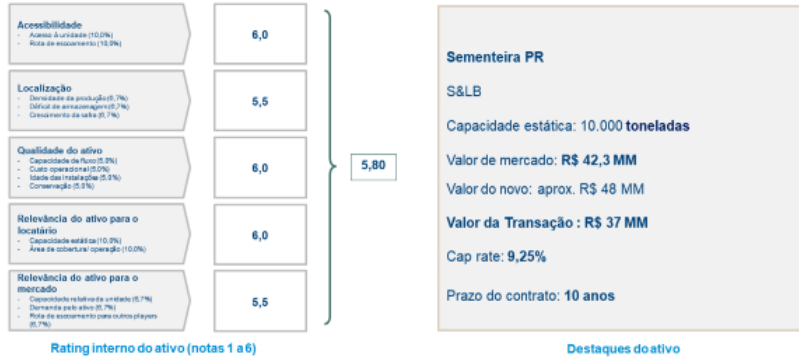 Acessibilidade
- Acesso à unidade (10,0%)
- Rota de escoamento (10,0%)
6,0
Localização
- Densidade da produção (6,7%)
- Déficit de armazenagem (6,7%)
- Crescimento da safra (6,7%)
5,5
Qualidade do ativo
- Capacidade de fluxo (5,0%)
- Custo operacional (5,0%)
- Idade das instalações (5,0%)
- Conservação (5,0%)
6,0
Relevância do ativo para o
locatário
- Capacidade estática (10,0%)
- Área de cobertura/ operação (10,0%)
6,0
Relevância do ativo para o
mercado
- Capacidade relativa da unidade (6,7%)
- Demanda pelo ativo (6,7%)
- Rota de escoamento para outros players
(6,7%)
5,5
5,80
Rating interno do ativo (notas 1 a 6)
Sementeira PR
S&LB
Capacidade estática: 10.000 toneladas
Valor de mercado: R$ 42,3 MM
Valor do novo: aprox. R$ 48 MM
Valor da Transação : R$ 37 MM
Cap rate: 9,25%
Prazo do contrato: 10 anos
Destaques do ativo